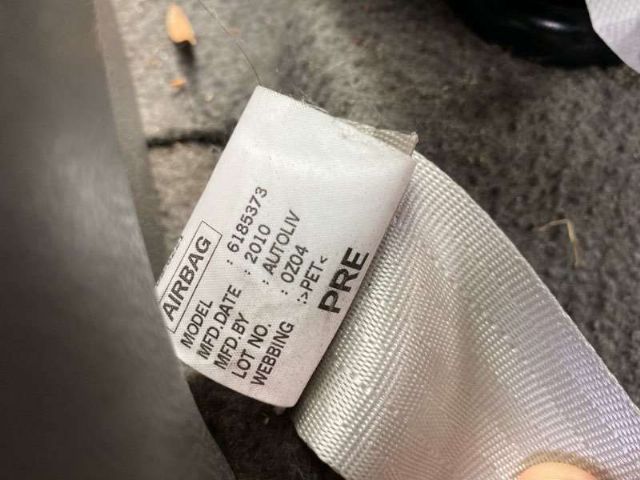 AIRBAG
MODEL : 6185373
MFD.DATE : 2010
MFD.BY : AUTOLIV
LOT NO. : 0Z04
WEBBING :>PET<
PRE